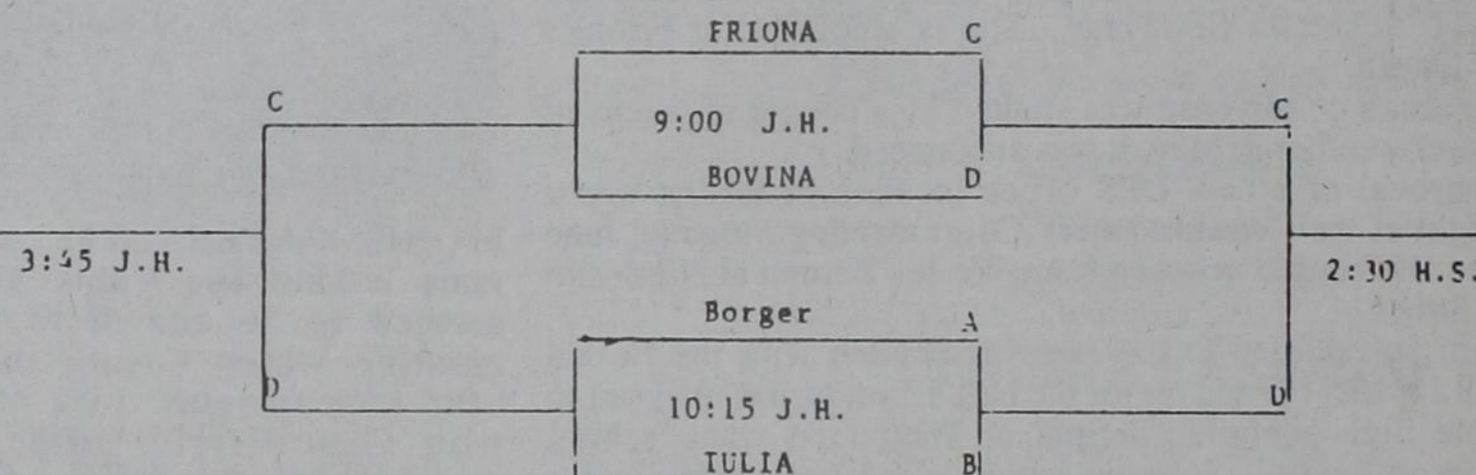 FRIONA C
C C
9:00 J.H.
BOVINA D
3:45 J.H.
2:30 H.S.
Borger A
D D
10:15 J.H.
TULIA B